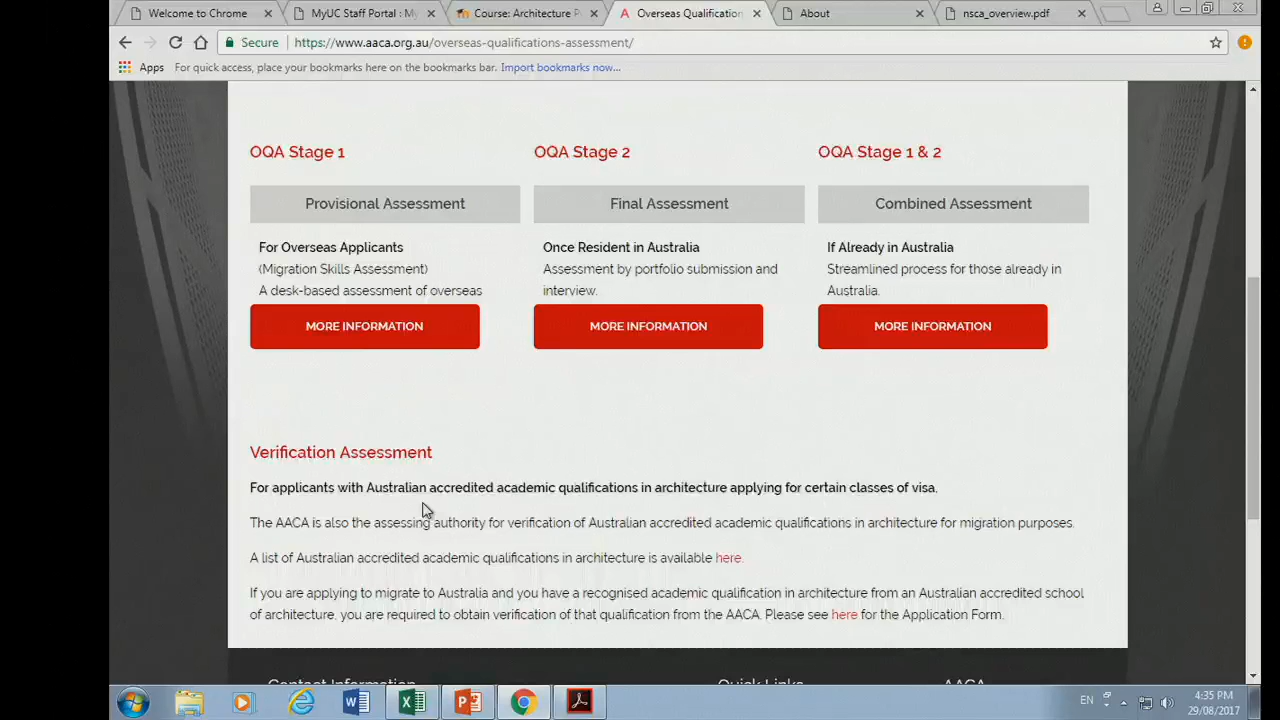 Welcome to Chrome
MyUC Staff Portal : M
Course: Architecture P
A Overseas Qualification
About
nsca_overview.pdf
Secure https://www.aaca.org.au/overseas-qualifications-assessment/
Apps For quick access, place your bookmarks here on the bookmarks bar. Import bookmarks now...
OQA Stage 1
Provisional Assessment
For Overseas Applicants
(Migration Skills Assessment)
A desk-based assessment of overseas
MORE INFORMATION
OQA Stage 2
Final Assessment
Once Resident in Australia
Assessment by portfolio submission and
interview.
MORE INFORMATION
OQA Stage 1 & 2
Combined Assessment
If Already in Australia
Streamlined process for those already in
Australia.
MORE INFORMATION
Verification Assessment
For applicants with Australian accredited academic qualifications in architecture applying for certain classes of visa.
The AACA is also the assessing authority for verification of Australian accredited academic qualifications in architecture for migration purposes.
A list of Australian accredited academic qualifications in architecture is available here.
If you are applying to migrate to Australia and you have a recognised academic qualification in architecture from an Australian accredited school
of architecture, you are required to obtain verification of that qualification from the AACA. Please see here for the Application Form.
Contact Information
Quick Links
AACA
EN
4:35 PM
29/08/2017